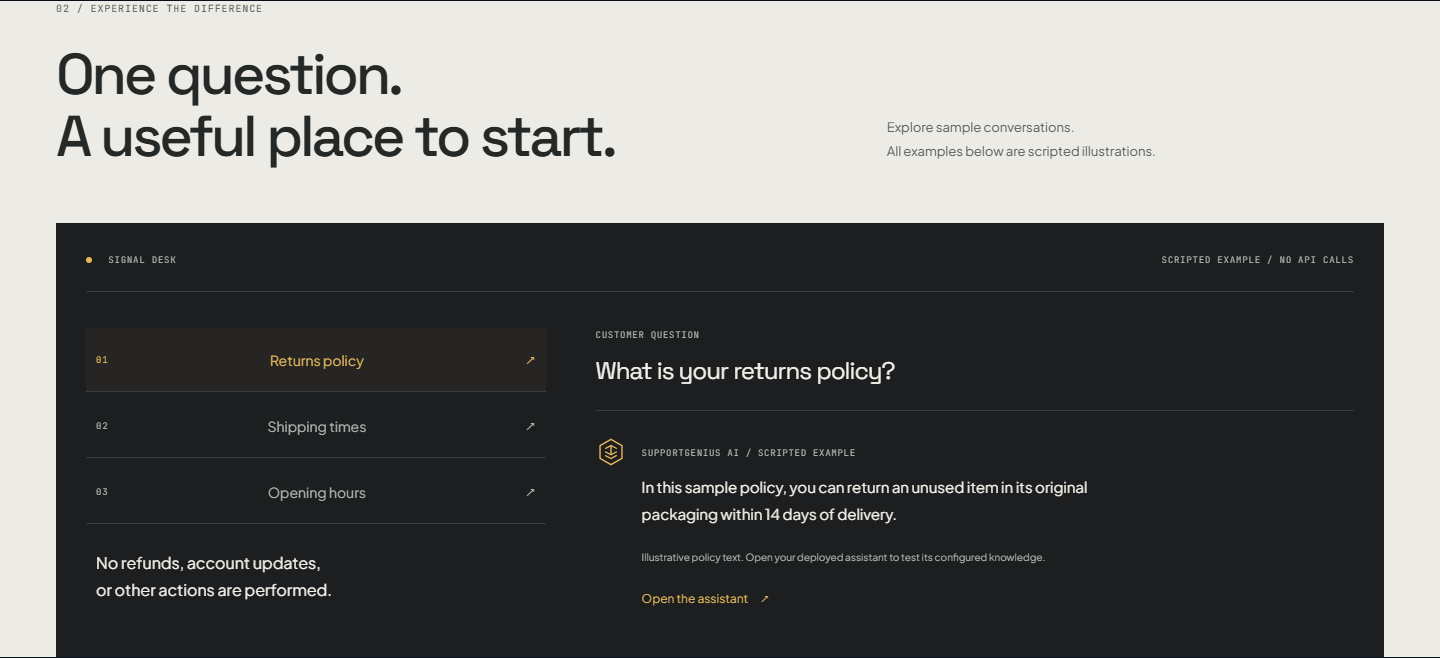 02 / EXPERIENCE THE DIFFERENCE
One question.
A useful place to start.
Explore sample conversations.
All examples below are scripted illustrations.
SIGNAL DESK
SCRIPTED EXAMPLE / NO API CALLS
01 Returns policy ↗
02 Shipping times ↗
03 Opening hours ↗
No refunds, account updates,
or other actions are performed.
CUSTOMER QUESTION
What is your returns policy?
SUPPORTGENIUS AI / SCRIPTED EXAMPLE
In this sample policy, you can return an unused item in its original
packaging within 14 days of delivery.
Illustrative policy text. Open your deployed assistant to test its configured knowledge.
Open the assistant ↗